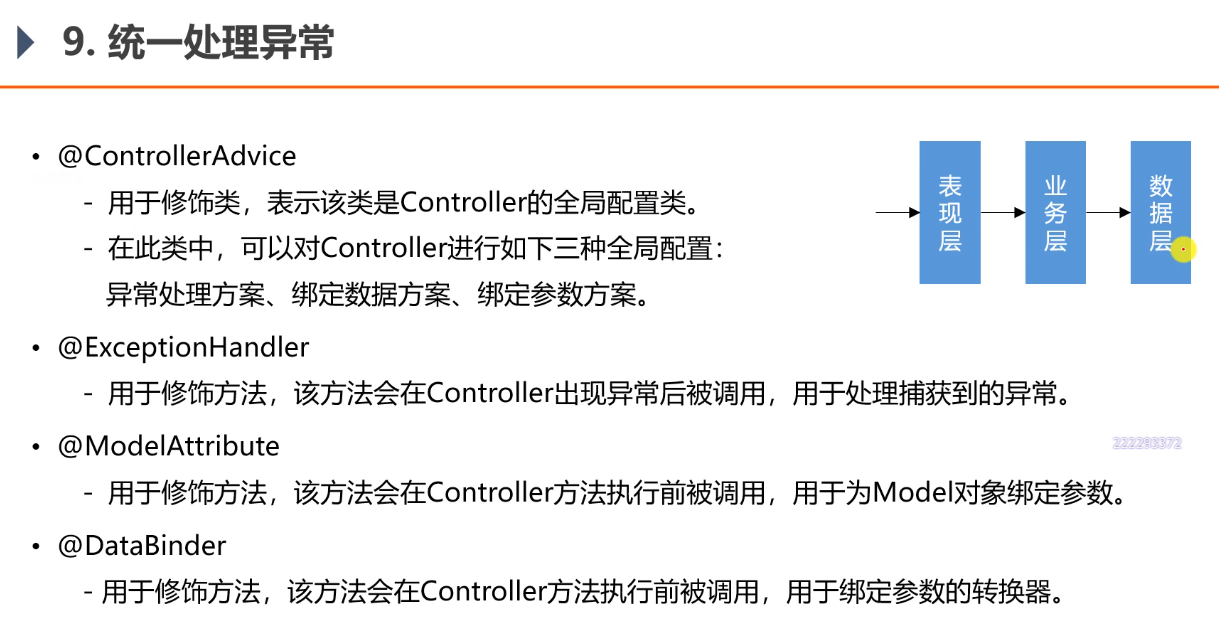 9. 统一处理异常
• @ControllerAdvice
- 用于修饰类，表示该类是Controller的全局配置类。
- 在此类中，可以对Controller进行如下三种全局配置：
异常处理方案、绑定数据方案、绑定参数方案。
表现层
业务层
数据层
• @ExceptionHandler
- 用于修饰方法，该方法会在Controller出现异常后被调用，用于处理捕获到的异常。
• @ModelAttribute
222293372
- 用于修饰方法，该方法会在Controller方法执行前被调用，用于为Model对象绑定参数。
• @DataBinder
- 用于修饰方法，该方法会在Controller方法执行前被调用，用于绑定参数的转换器。